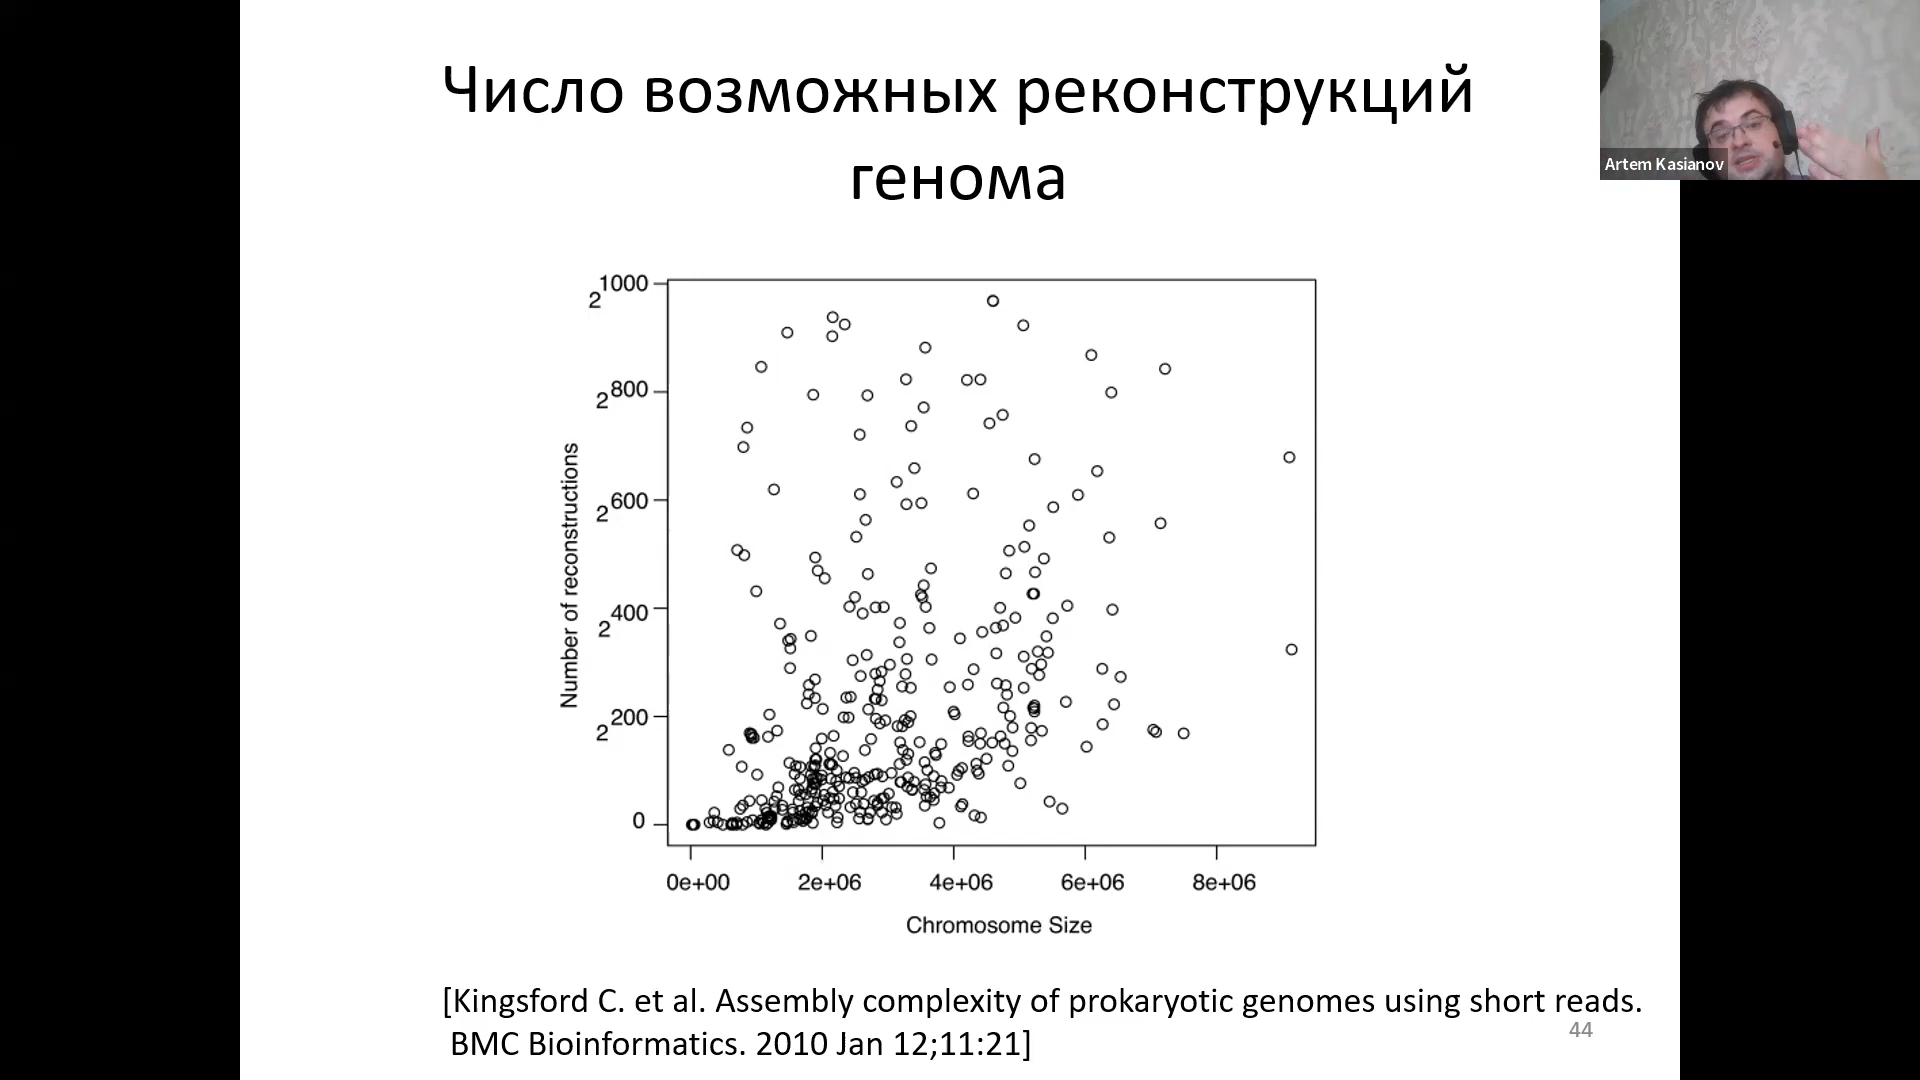 Число возможных реконструкций
генома
Artem Kasianov
2^1000
2^800
2^600
2^400
2^200
0
Number of reconstructions
0e+00 2e+06 4e+06 6e+06 8e+06
Chromosome Size
[Kingsford C. et al. Assembly complexity of prokaryotic genomes using short reads.
BMC Bioinformatics. 2010 Jan 12;11:21]
44